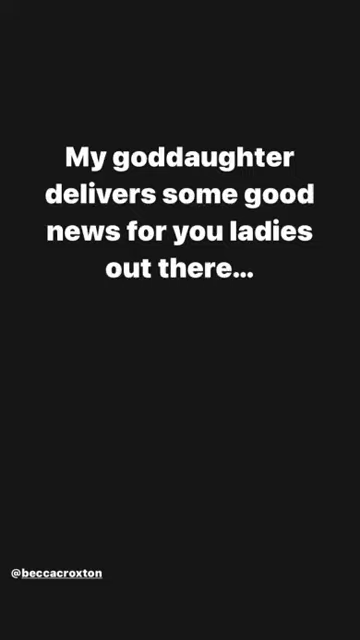 My goddaughter
delivers some good
news for you ladies
out there...
@beccacroxton